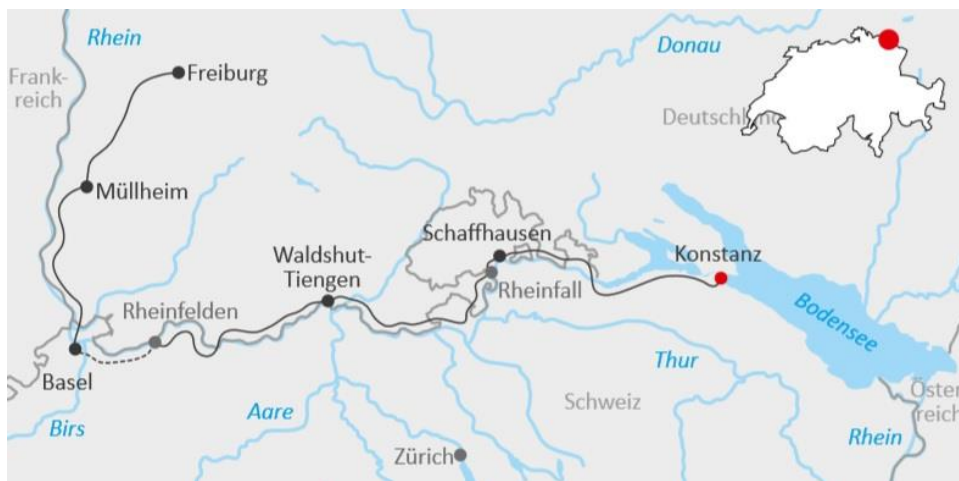 Rhein
Donau
Frank-
reich
Freiburg
Deutschland
Müllheim
Schaffhausen
Waldshut-
Tiengen
Konstanz
Rheinfall
Rheinfelden
Bodensee
Basel
Thur
Öster
reich
Schweiz
Aare
Birs
Rhein
Zürich